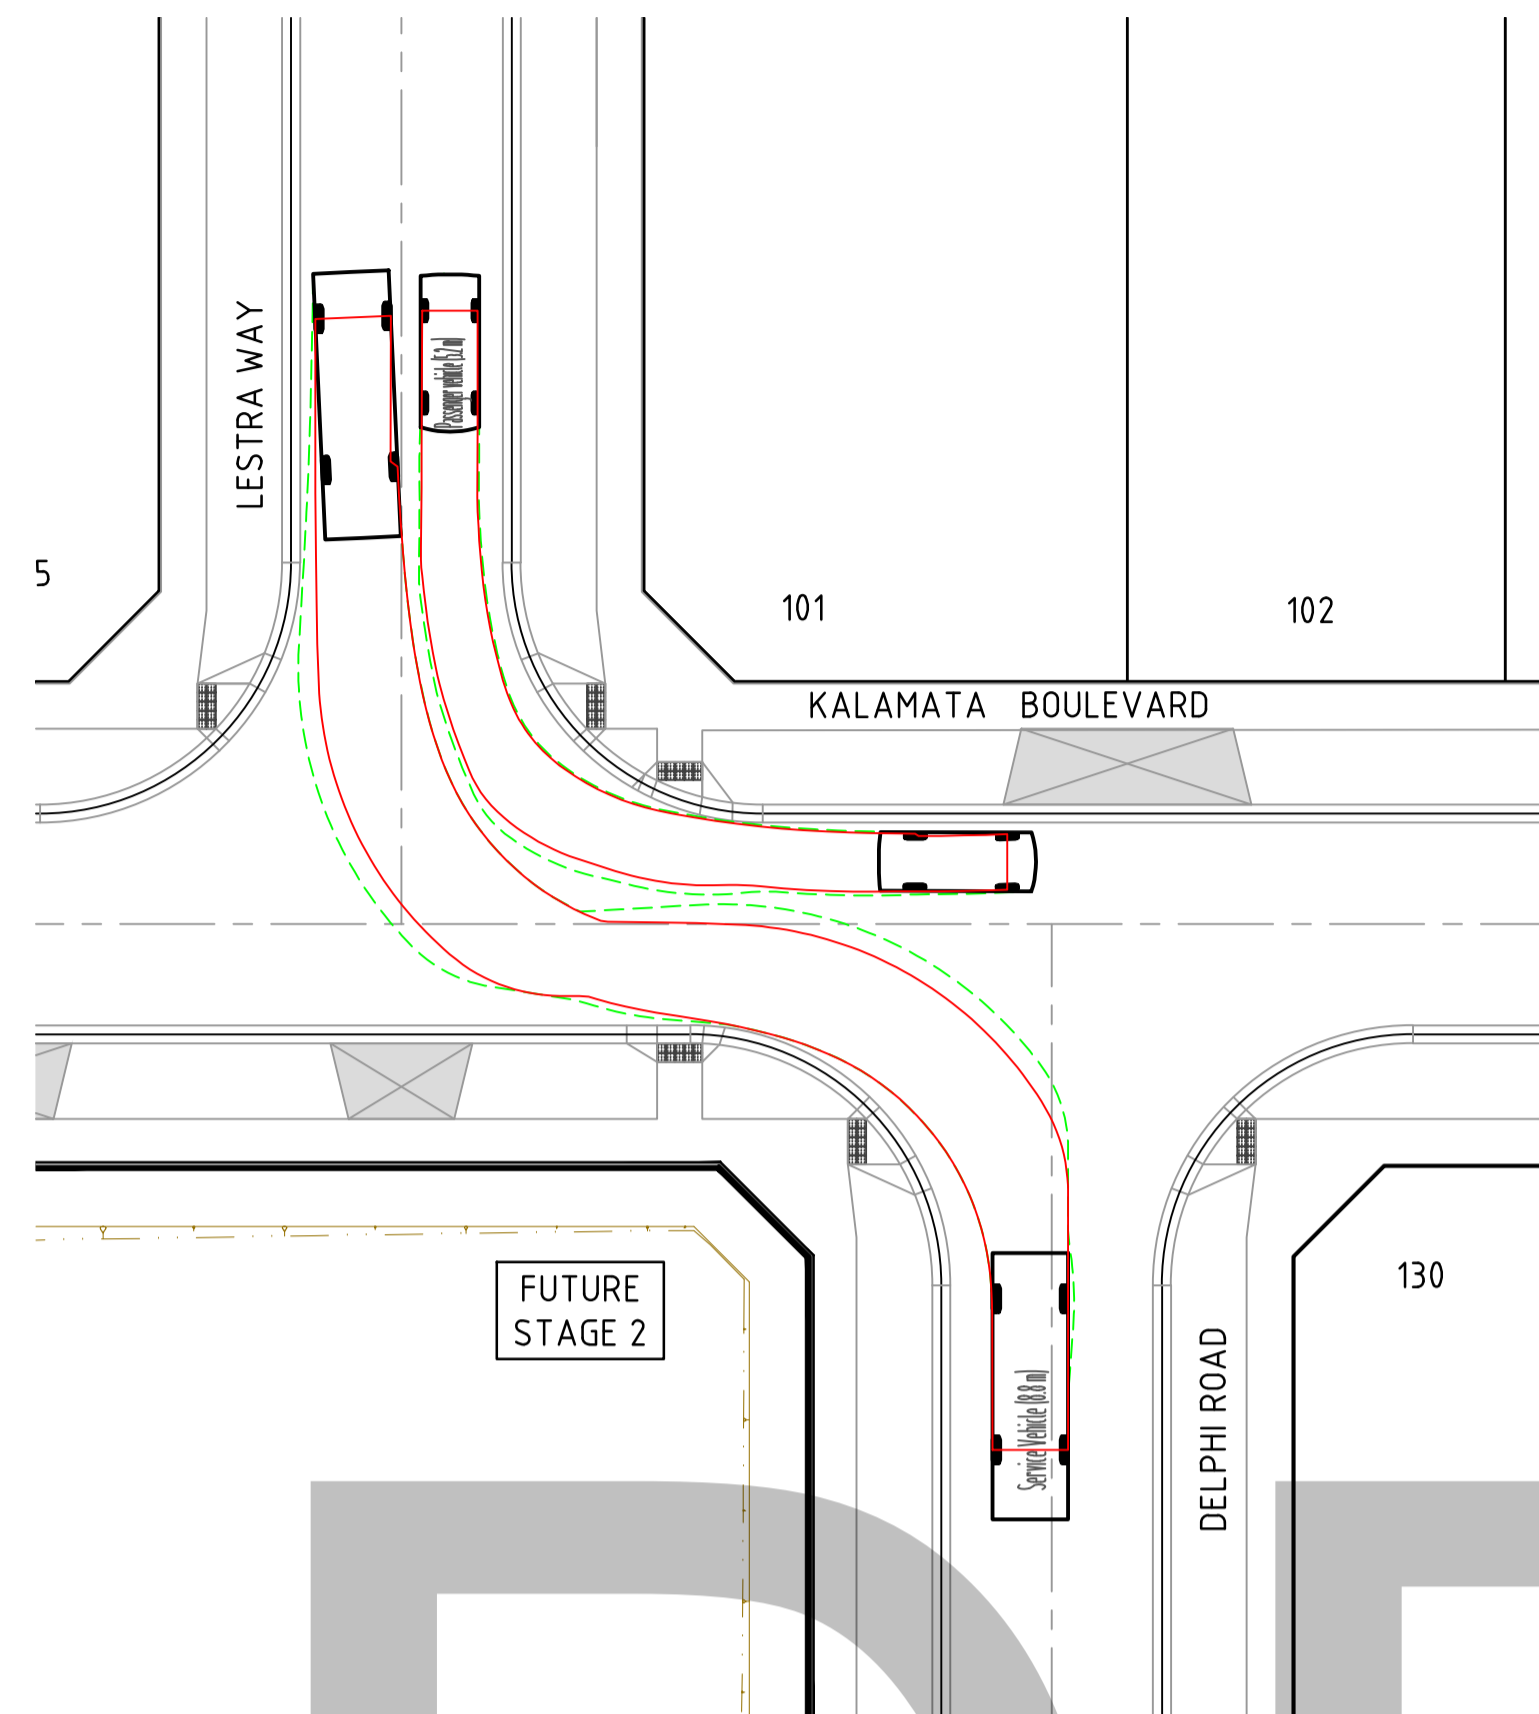 LESTRA WAY
Passenger vehicle (5.2 m)
5
101
102
KALAMATA BOULEVARD
FUTURE
STAGE 2
130
Service Vehicle (8.8 m)
DELPHI ROAD